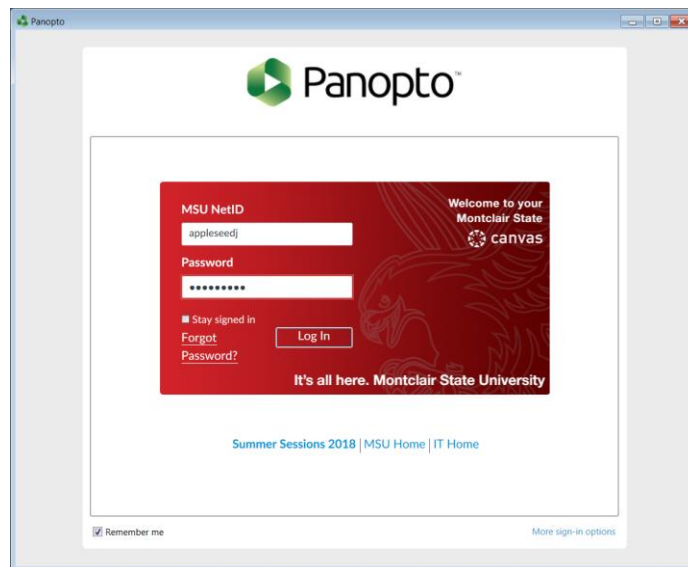 Panopto
Panopto™
MSU NetID
Welcome to your
Montclair State
appleseedj
canvas
Password
•••••••••
Stay signed in
Forgot
Password?
Log In
It's all here. Montclair State University
Summer Sessions 2018 | MSU Home | IT Home
Remember me
More sign-in options